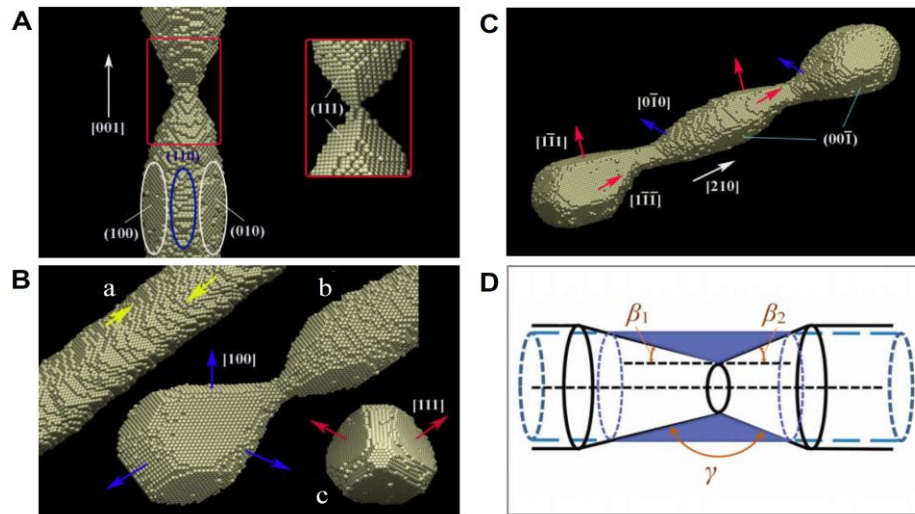 A
[001]
(111)
(110)
(100)
(010)
B
a
b
[100]
[111]
c
C
[01̄0]
[11̄1]
(001̄)
[210]
[11̄1̄]
D
β₁
β₂
γ